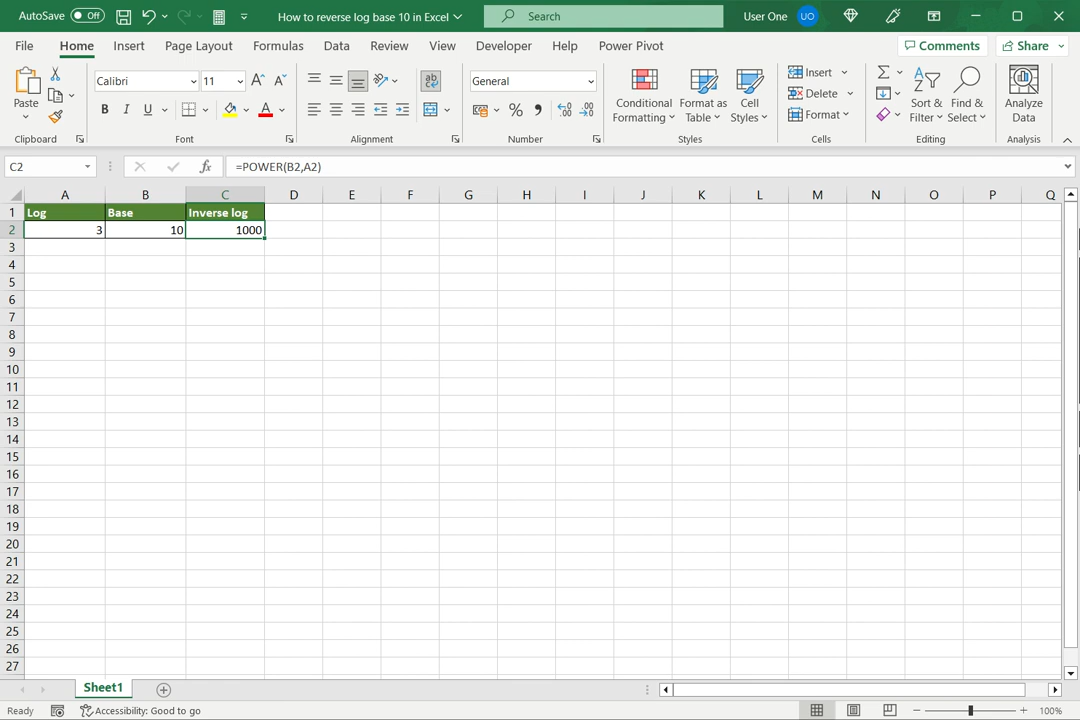 AutoSave Off How to reverse log base 10 in Excel Search User One UO
File Home Insert Page Layout Formulas Data Review View Developer Help Power Pivot Comments Share
Paste Calibri 11 A^ Aˇ ab General Conditional Formatting Format as Table Cell Styles Insert Delete Format Sort & Filter Find & Select Analyze Data
B I U A % 9
Clipboard Font Alignment Number Styles Cells Editing Analysis
C2 fx =POWER(B2,A2)
A B C D E F G H I J K L M N O P Q
1 Log Base Inverse log
2 3 10 1000
3
4
5
6
7
8
9
10
11
12
13
14
15
16
17
18
19
20
21
22
23
24
25
26
27
Sheet1
Ready Accessibility: Good to go 100%